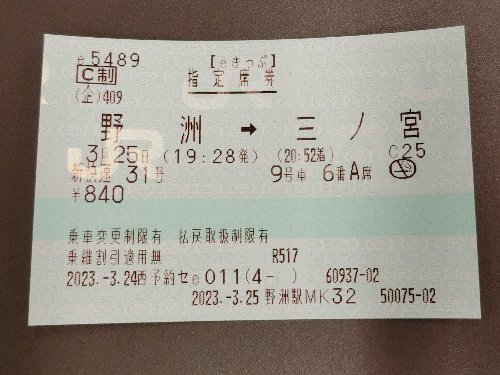 e5489 【eきっぷ】
C制 指定席券
(企)409
野洲 → 三ノ宮
3月25日 (19:28発) (20:52着) C25
新快速 31号 9号車 6番A席
￥840
乗車変更制限有 払戻取扱制限有
乗継割引適用無 R517
2023.-3.24西予約セe011(4- ) 60937-02
2023.-3.25 野洲駅MK32 50075-02